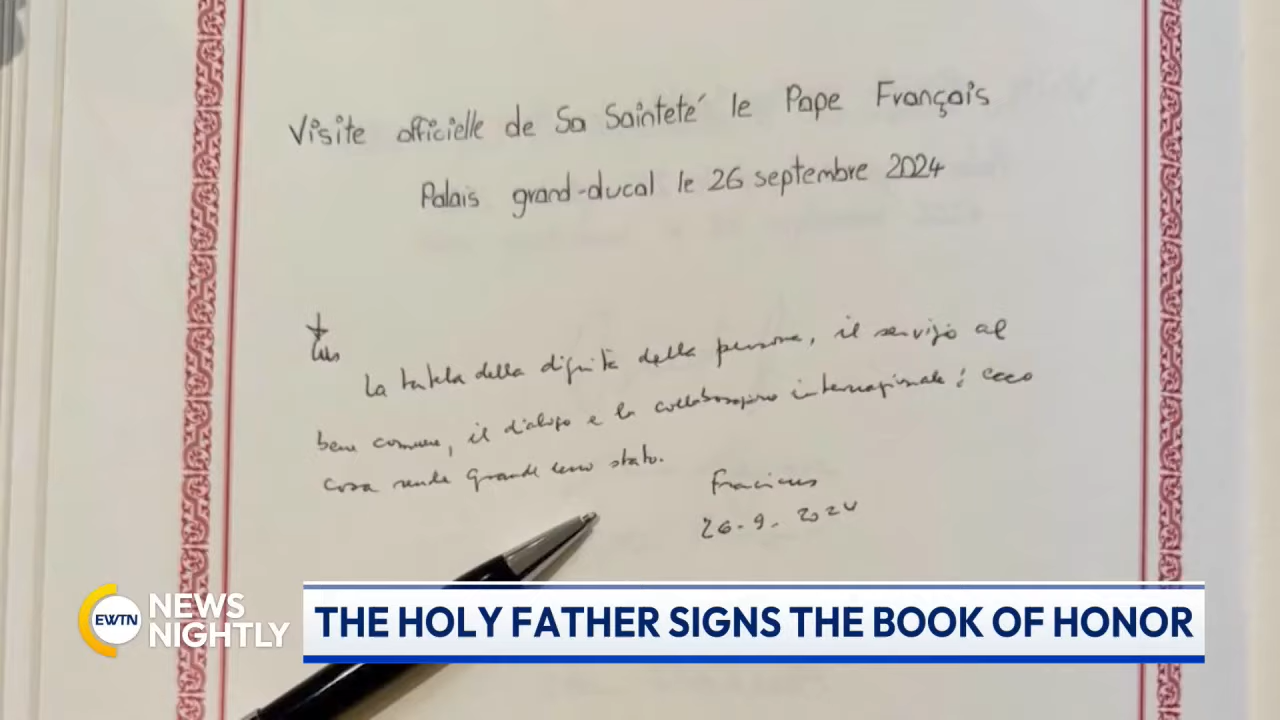 Visite officielle de Sa Sainteté le Pape Français
Palais grand-ducal le 26 septembre 2024
La tutela della dignità della persona, il servizio al
bene comune, il dialogo e la collaborazione internazionale: ecco
cosa rende grande uno stato.
Franciscus
26-9-2024
EWTN
NEWS
NIGHTLY
THE HOLY FATHER SIGNS THE BOOK OF HONOR